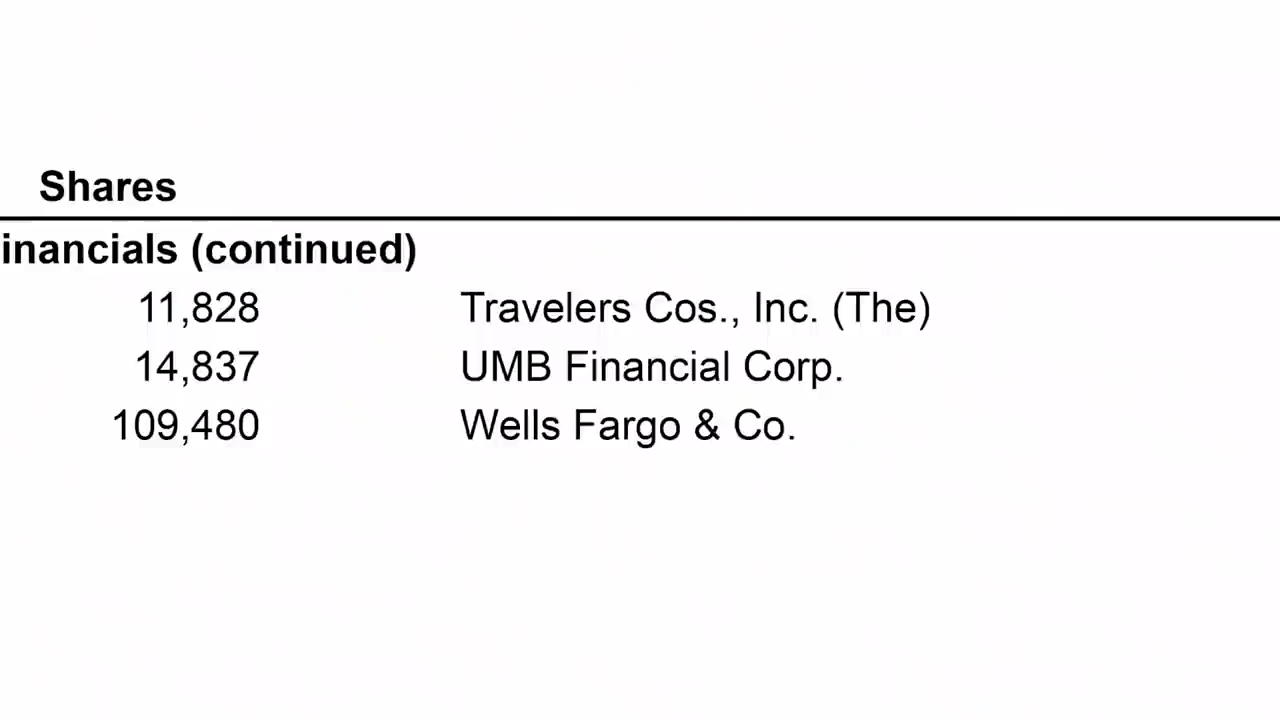 Shares
inancials (continued)
11,828 Travelers Cos., Inc. (The)
14,837 UMB Financial Corp.
109,480 Wells Fargo & Co.